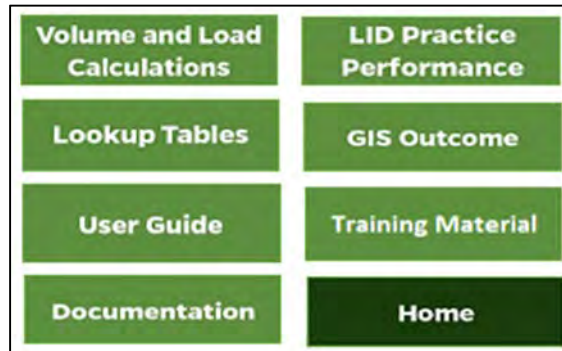 Volume and Load
Calculations
LID Practice
Performance
Lookup Tables
GIS Outcome
User Guide
Training Material
Documentation
Home